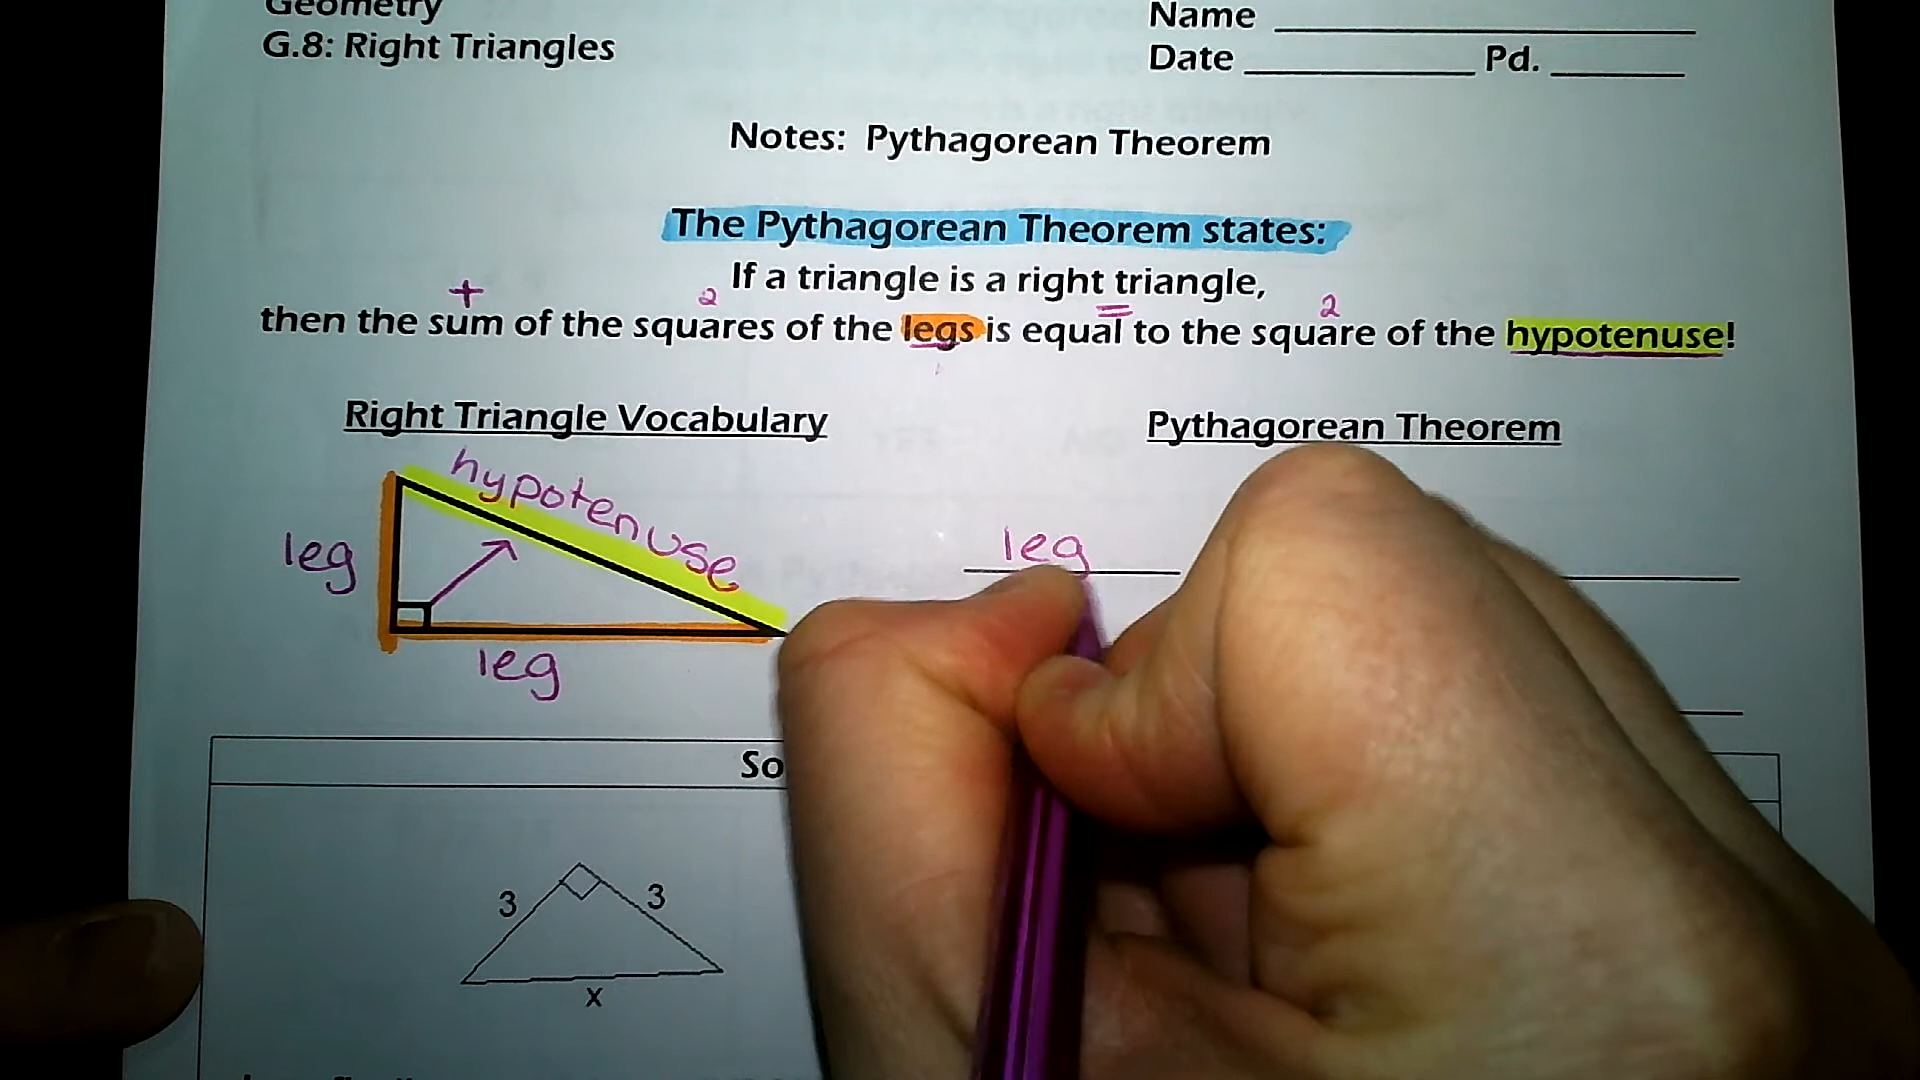 Geometry
G.8: Right Triangles
Name
Date Pd.
Notes: Pythagorean Theorem
The Pythagorean Theorem states:
If a triangle is a right triangle,
+ 2 = 2
then the sum of the squares of the legs is equal to the square of the hypotenuse!
Right Triangle Vocabulary
hypotenuse
leg
leg
Pythagorean Theorem
leg
So
3 3
x